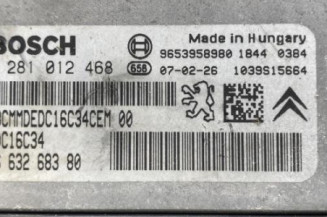 BOSCH
Made in Hungary
9653958980 1844 0384
281 012 468 658 07-02-26 1039S15664
CMMDEDC16C34CEM 00
C16C34
632 683 80